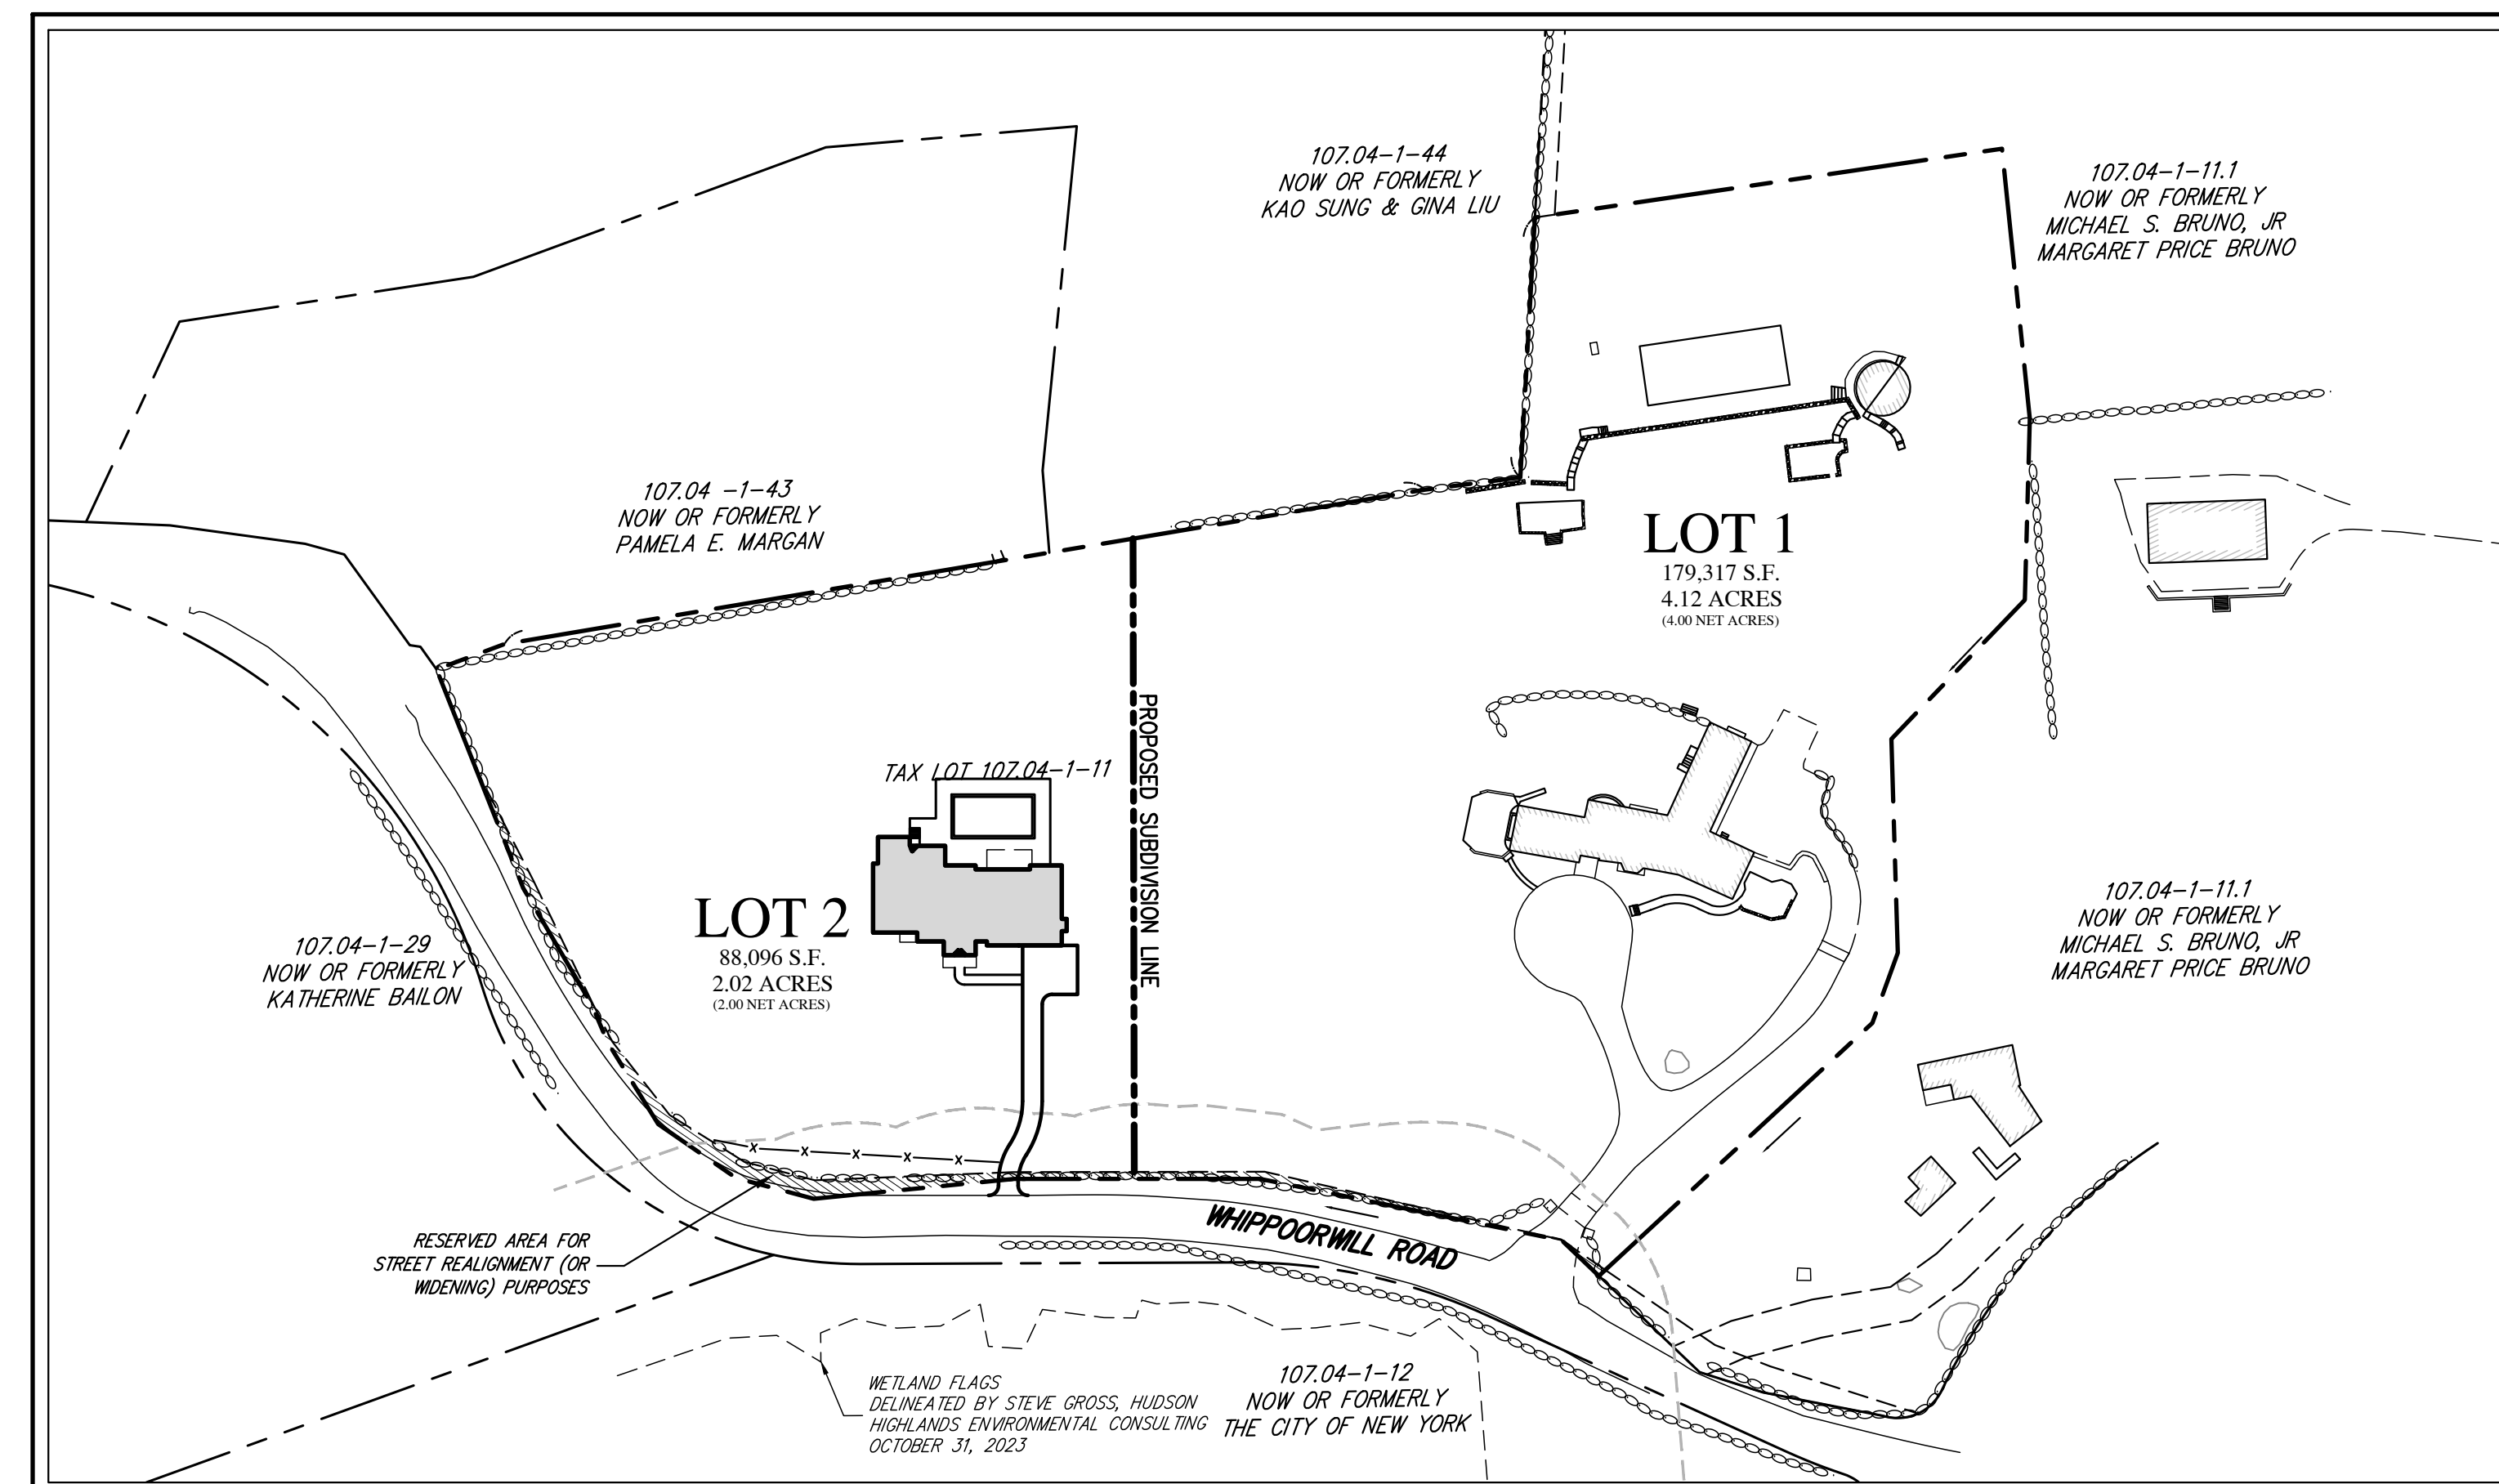 107.04-1-44
NOW OR FORMERLY
KAO SUNG & GINA LIU
107.04-1-11.1
NOW OR FORMERLY
MICHAEL S. BRUNO, JR
MARGARET PRICE BRUNO
107.04 -1-43
NOW OR FORMERLY
PAMELA E. MARGAN
LOT 1
179,317 S.F.
4.12 ACRES
(4.00 NET ACRES)
PROPOSED SUBDIVISION LINE
TAX LOT 107.04-1-11
LOT 2
88,096 S.F.
2.02 ACRES
(2.00 NET ACRES)
107.04-1-29
NOW OR FORMERLY
KATHERINE BAILON
107.04-1-11.1
NOW OR FORMERLY
MICHAEL S. BRUNO, JR
MARGARET PRICE BRUNO
x x x x x
WHIPPOORWILL ROAD
RESERVED AREA FOR
STREET REALIGNMENT (OR
WIDENING) PURPOSES
WETLAND FLAGS
DELINEATED BY STEVE GROSS, HUDSON
HIGHLANDS ENVIRONMENTAL CONSULTING
OCTOBER 31, 2023
107.04-1-12
NOW OR FORMERLY
THE CITY OF NEW YORK